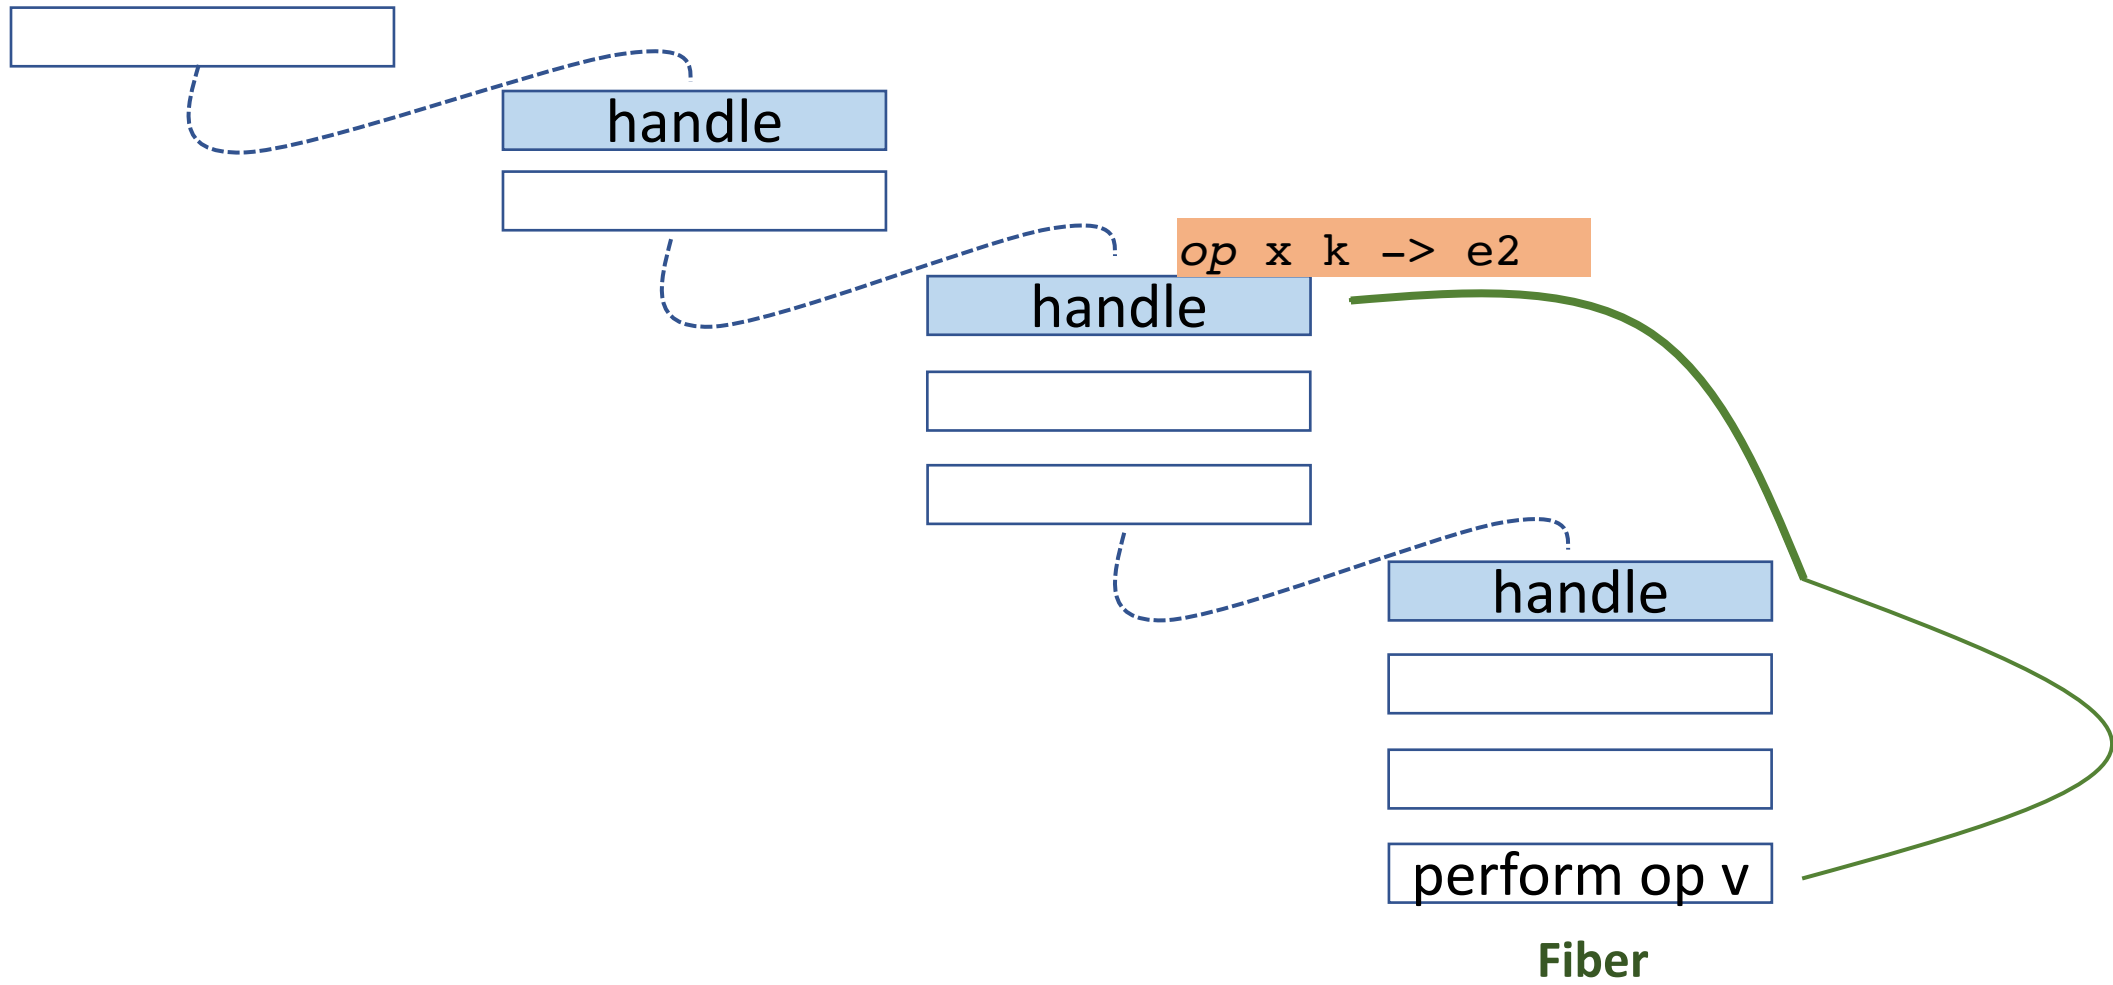 handle
op x k -> e2
handle
handle
perform op v
Fiber